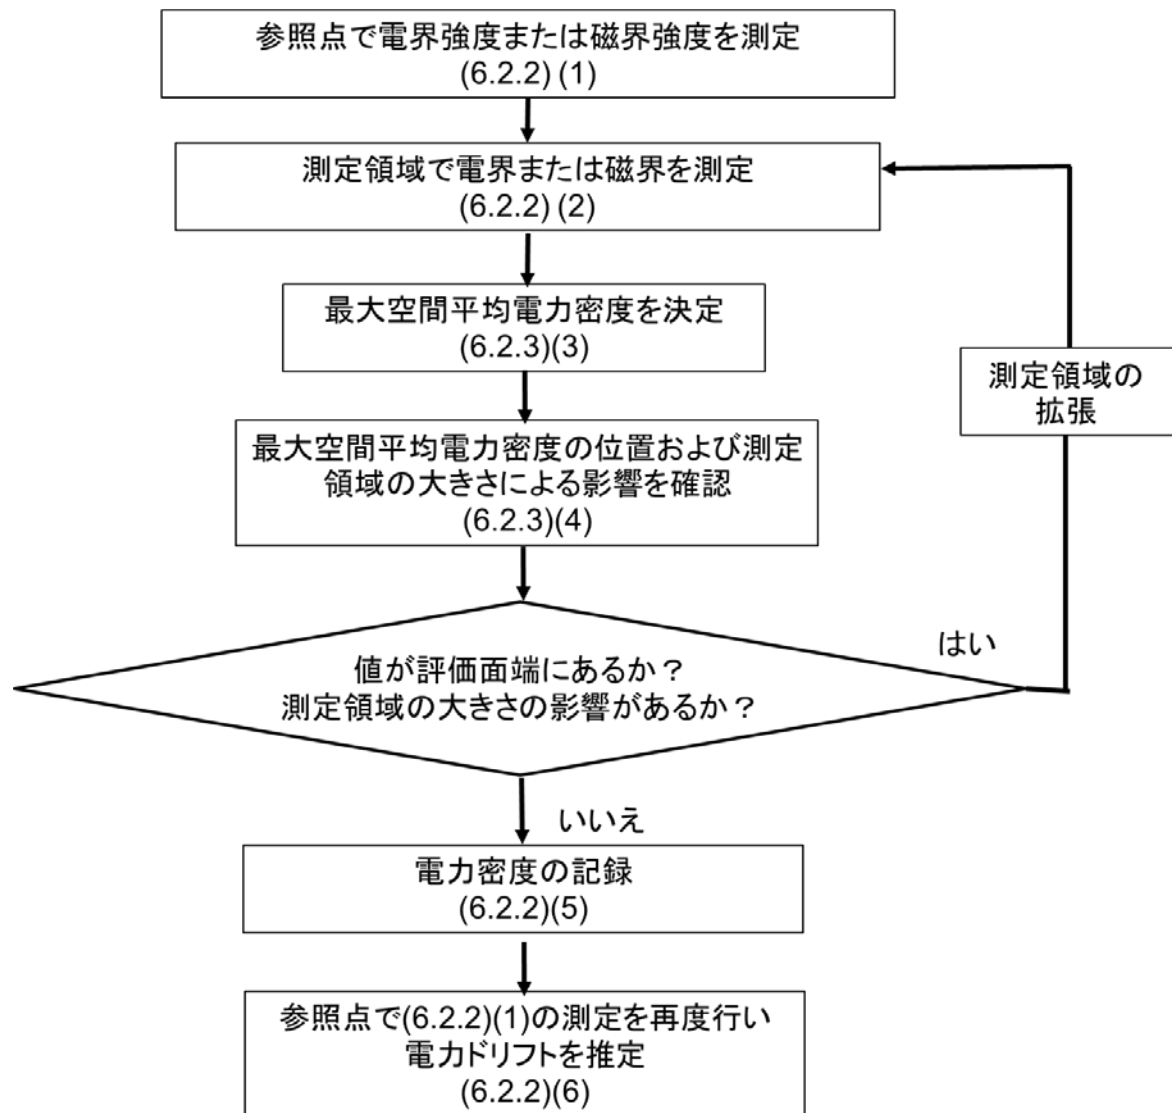 参照点で電界強度または磁界強度を測定
(6.2.2) (1)
測定領域で電界または磁界を測定
(6.2.2) (2)
最大空間平均電力密度を決定
(6.2.3)(3)
測定領域の
拡張
最大空間平均電力密度の位置および測定
領域の大きさによる影響を確認
(6.2.3)(4)
はい
値が評価面端にあるか？
測定領域の大きさの影響があるか？
いいえ
電力密度の記録
(6.2.2)(5)
参照点で(6.2.2)(1)の測定を再度行い
電力ドリフトを推定
(6.2.2)(6)